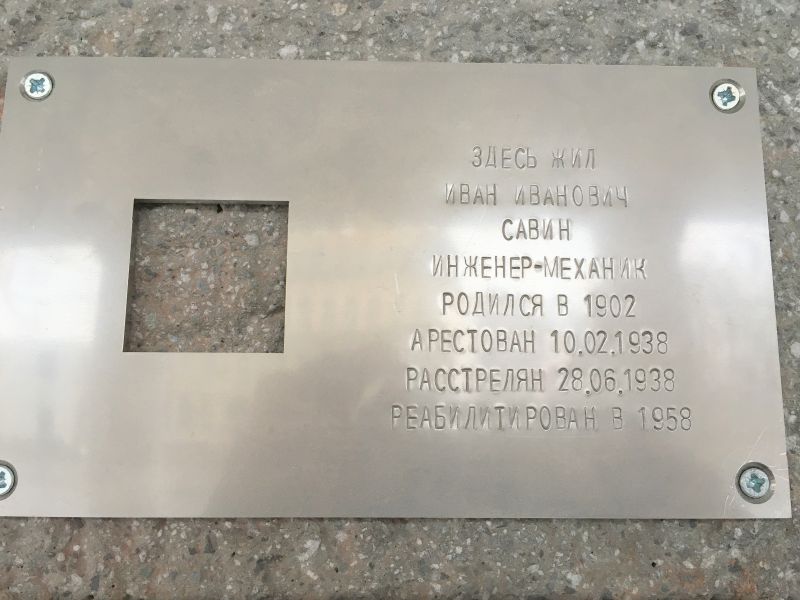 ЗДЕСЬ ЖИЛ
ИВАН ИВАНОВИЧ
САВИН
ИНЖЕНЕР-МЕХАНИК
РОДИЛСЯ В 1902
АРЕСТОВАН 10.02.1938
РАССТРЕЛЯН 28.06.1938
РЕАБИЛИТИРОВАН В 1958